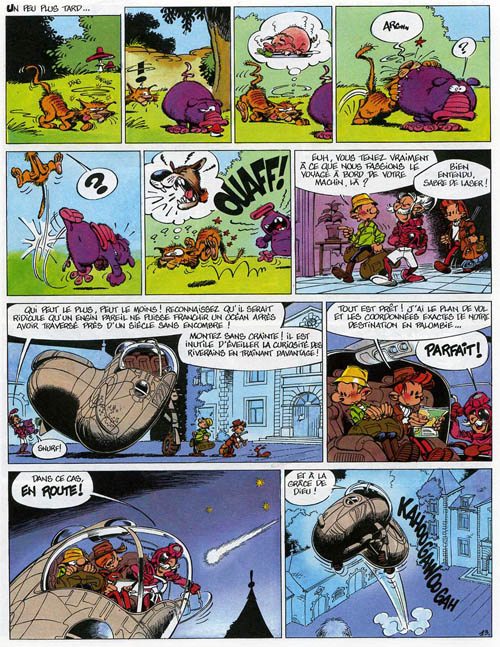 UN PEU PLUS TARD...
?
ARGNN
?
?
OUAFF!
EUH, VOUS TENEZ VRAIMENT
À CE QUE NOUS PASSIONS LE
VOYAGE À BORD DE VOTRE
MACHIN, LÀ ?
BIEN
ENTENDU,
SABRE DE LASER !
QUI PEUT LE PLUS, PEUT LE MOINS ! RECONNAISSEZ QU'IL SERAIT
RIDICULE QU'UN ENGIN PAREIL NE PUISSE FRANCHIR UN OCÉAN APRÈS
AVOIR TRAVERSÉ PRÈS D'UN SIÈCLE SANS ENCOMBRE !
MONTEZ SANS CRAINTE ! IL EST
INUTILE D'ÉVEILLER LA CURIOSITÉ DES
RIVERAINS EN TRAÎNANT DAVANTAGE !
SNURF!
TOUT EST PRÊT ! J'AI LE PLAN DE VOL
ET LES COORDONNÉES EXACTES DE NOTRE
DESTINATION EN PALOMBIE...
PARFAIT!
DANS CE CAS,
EN ROUTE!
ET À LA
GRÂCE DE
DIEU !
13.